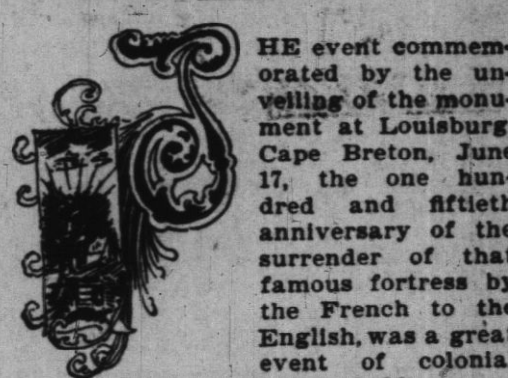 THE event commem-
orated by the un-
veiling of the monu-
ment at Louisburg
Cape Breton, June
17, the one hun-
dred and fiftieth
anniversary of the
surrender of that
famous fortress by
the French to the
English, was a great
event of colonial